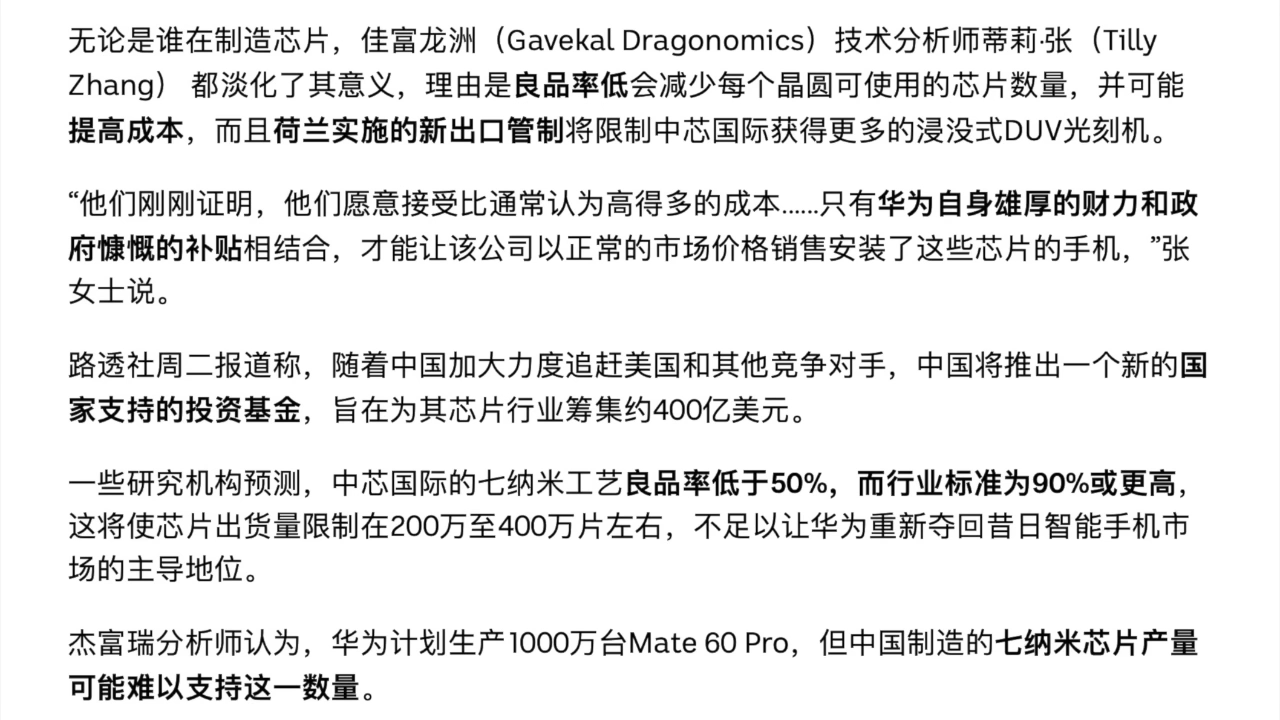 无论是谁在制造芯片，佳富龙洲（Gavekal Dragonomics）技术分析师蒂莉·张（Tilly
Zhang） 都淡化了其意义，理由是良品率低会减少每个晶圆可使用的芯片数量，并可能
提高成本，而且荷兰实施的新出口管制将限制中芯国际获得更多的浸没式DUV光刻机。
“他们刚刚证明，他们愿意接受比通常认为高得多的成本......只有华为自身雄厚的财力和政
府慷慨的补贴相结合，才能让该公司以正常的市场价格销售安装了这些芯片的手机，”张
女士说。
路透社周二报道称，随着中国加大力度追赶美国和其他竞争对手，中国将推出一个新的国
家支持的投资基金，旨在为其芯片行业筹集约400亿美元。
一些研究机构预测，中芯国际的七纳米工艺良品率低于50%，而行业标准为90%或更高，
这将使芯片出货量限制在200万至400万片左右，不足以让华为重新夺回昔日智能手机市
场的主导地位。
杰富瑞分析师认为，华为计划生产1000万台Mate 60 Pro，但中国制造的七纳米芯片产量
可能难以支持这一数量。